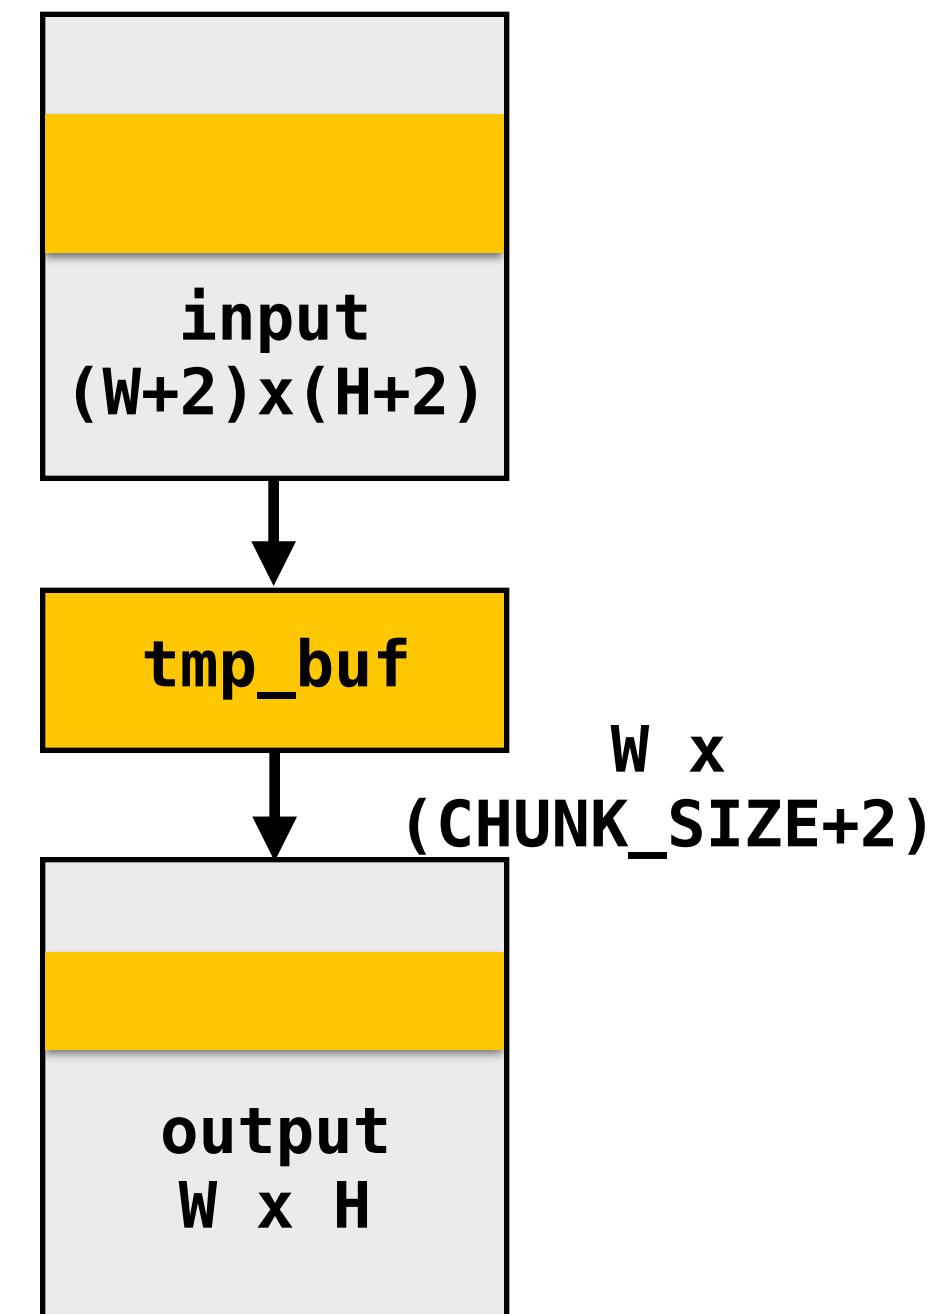 input
(W+2)x(H+2)
tmp_buf
W x
(CHUNK_SIZE+2)
output
W x H